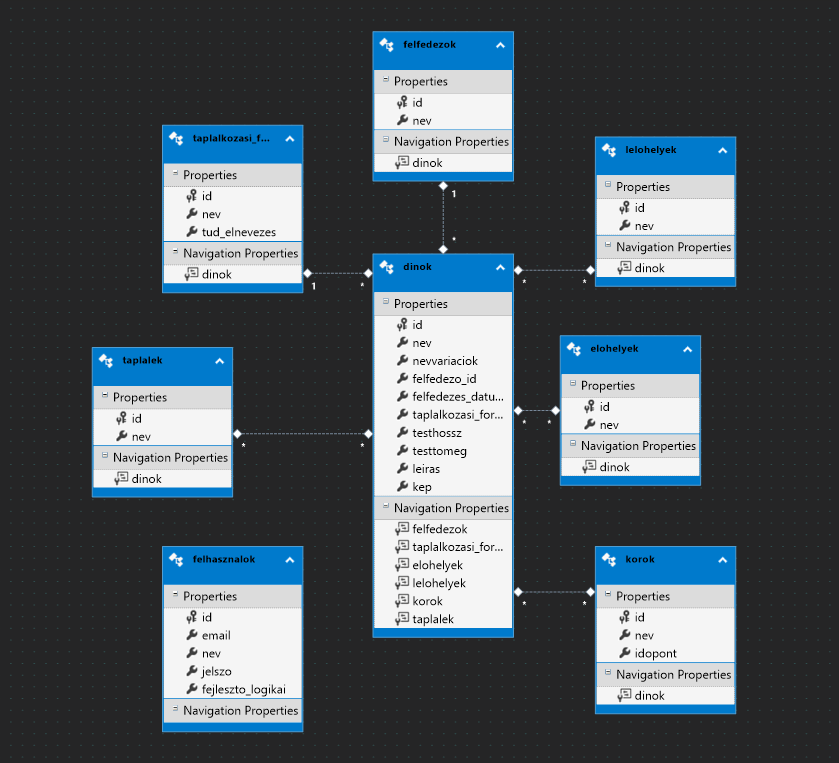 felfedezok
Properties
id
nev
Navigation Properties
dinok
1
*
taplalkozasi_f...
Properties
id
nev
tud_elnevezes
Navigation Properties
dinok
1
*
lelohelyek
Properties
id
nev
Navigation Properties
dinok
*
*
dinok
Properties
id
nev
nevvariaciok
felfedezo_id
felfedezes_datu...
taplalkozasi_for...
testhossz
testtomeg
leiras
kep
Navigation Properties
felfedezok
taplalkozasi_for...
elohelyek
lelohelyek
korok
taplalek
taplalek
Properties
id
nev
Navigation Properties
dinok
*
*
elohelyek
Properties
id
nev
Navigation Properties
dinok
*
*
felhasznalok
Properties
id
email
nev
jelszo
fejleszto_logikai
Navigation Properties
korok
Properties
id
nev
idopont
Navigation Properties
dinok
*
*